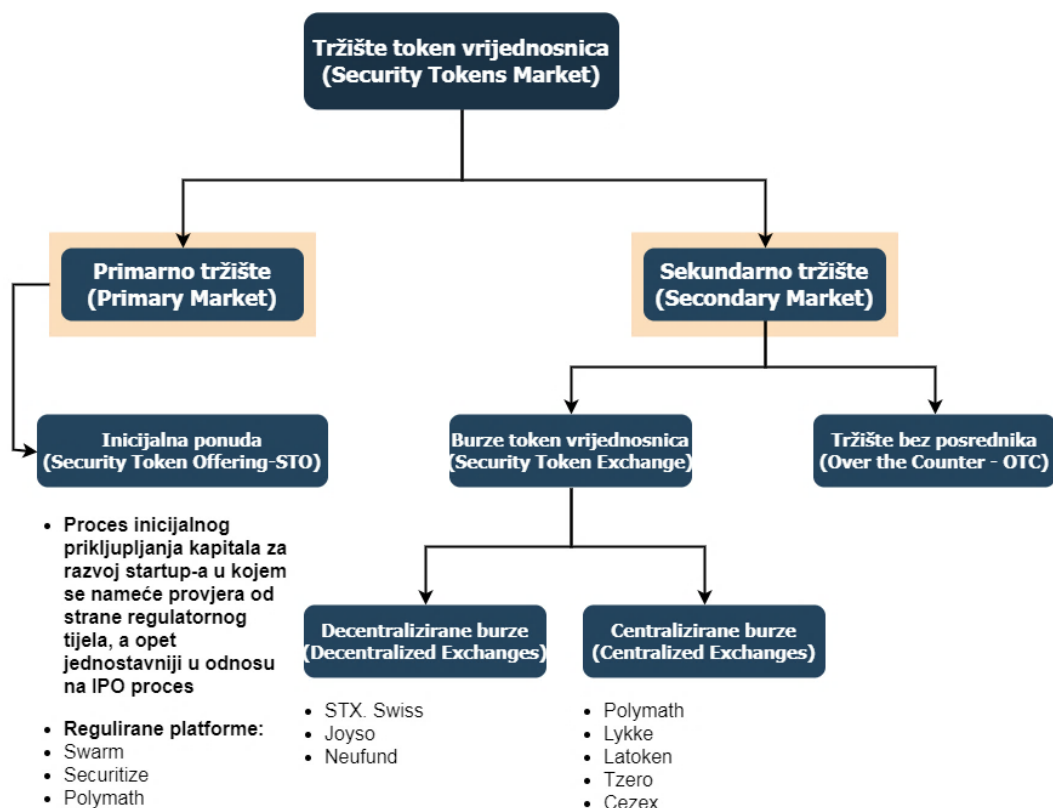 Tržište token vrijednosnica
(Security Tokens Market)
Primarno tržište
(Primary Market)
Sekundarno tržište
(Secondary Market)
Inicijalna ponuda
(Security Token Offering-STO)
Burze token vrijednosnica
(Security Token Exchange)
Tržište bez posrednika
(Over the Counter - OTC)
• Proces inicijalnog
prikljupljanja kapitala za
razvoj startup-a u kojem
se nameće provjera od
strane regulatornog
tijela, a opet
jednostavniji u odnosu
na IPO proces
• Regulirane platforme:
• Swarm
• Securitize
• Polymath
Decentralizirane burze
(Decentralized Exchanges)
• STX. Swiss
• Joyso
• Neufund
Centralizirane burze
(Centralized Exchanges)
• Polymath
• Lykke
• Latoken
• Tzero
• Cezex